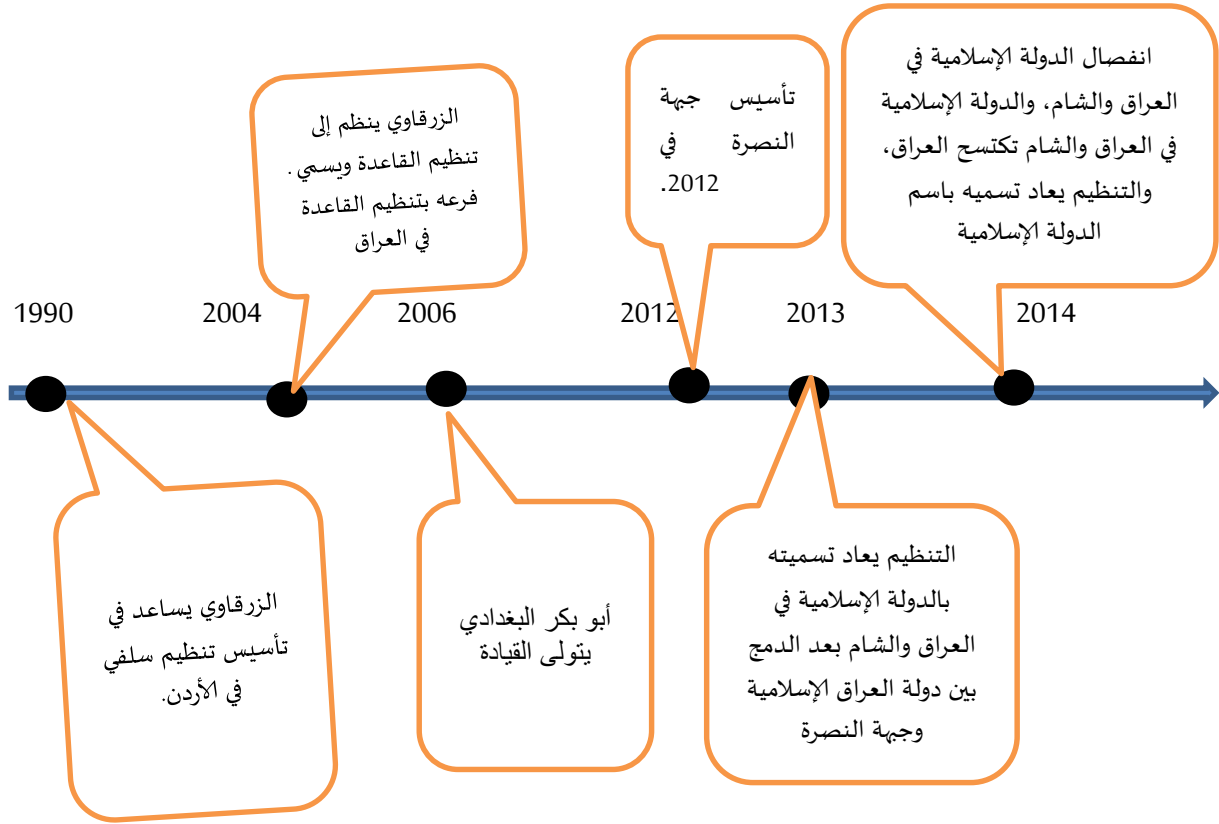 انفصال الدولة الإسلامية في
العراق والشام، والدولة الإسلامية
في العراق والشام تكتسح العراق،
والتنظيم يعاد تسميه باسم
الدولة الإسلامية
تأسيس جبهة
النصرة في
2012.
الزرقاوي ينظم إلى
تنظيم القاعدة ويسمي .
فرعه بتنظيم القاعدة
في العراق
1990 2004 2006 2012 2013 2014
الزرقاوي يساعد في
تأسيس تنظيم سلفي
في الأردن.
أبو بكر البغدادي
يتولى القيادة
التنظيم يعاد تسميته
بالدولة الإسلامية في
العراق والشام بعد الدمج
بين دولة العراق الإسلامية
وجبهة النصرة